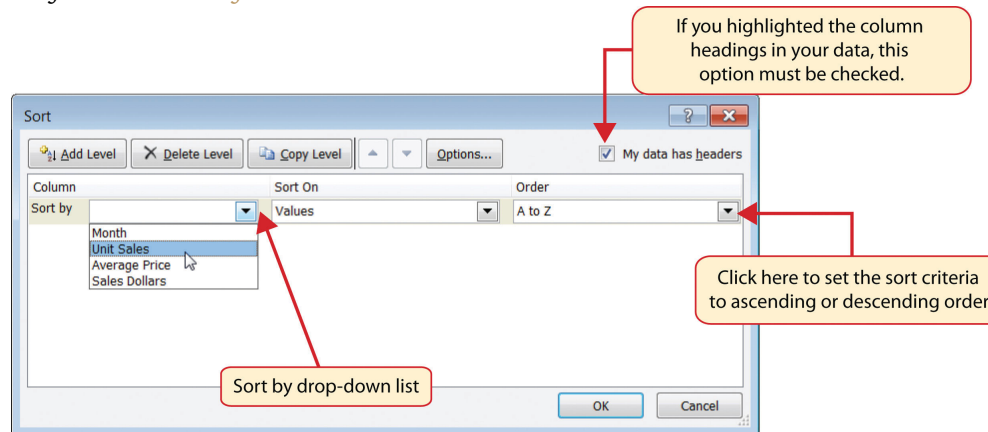 If you highlighted the column
headings in your data, this
option must be checked.
Sort
?
Add Level
Delete Level
Copy Level
Options...
My data has headers
Column Sort On Order
Sort by Values A to Z
Month
Unit Sales
Average Price
Sales Dollars
Click here to set the sort criteria
to ascending or descending order
Sort by drop-down list
OK Cancel